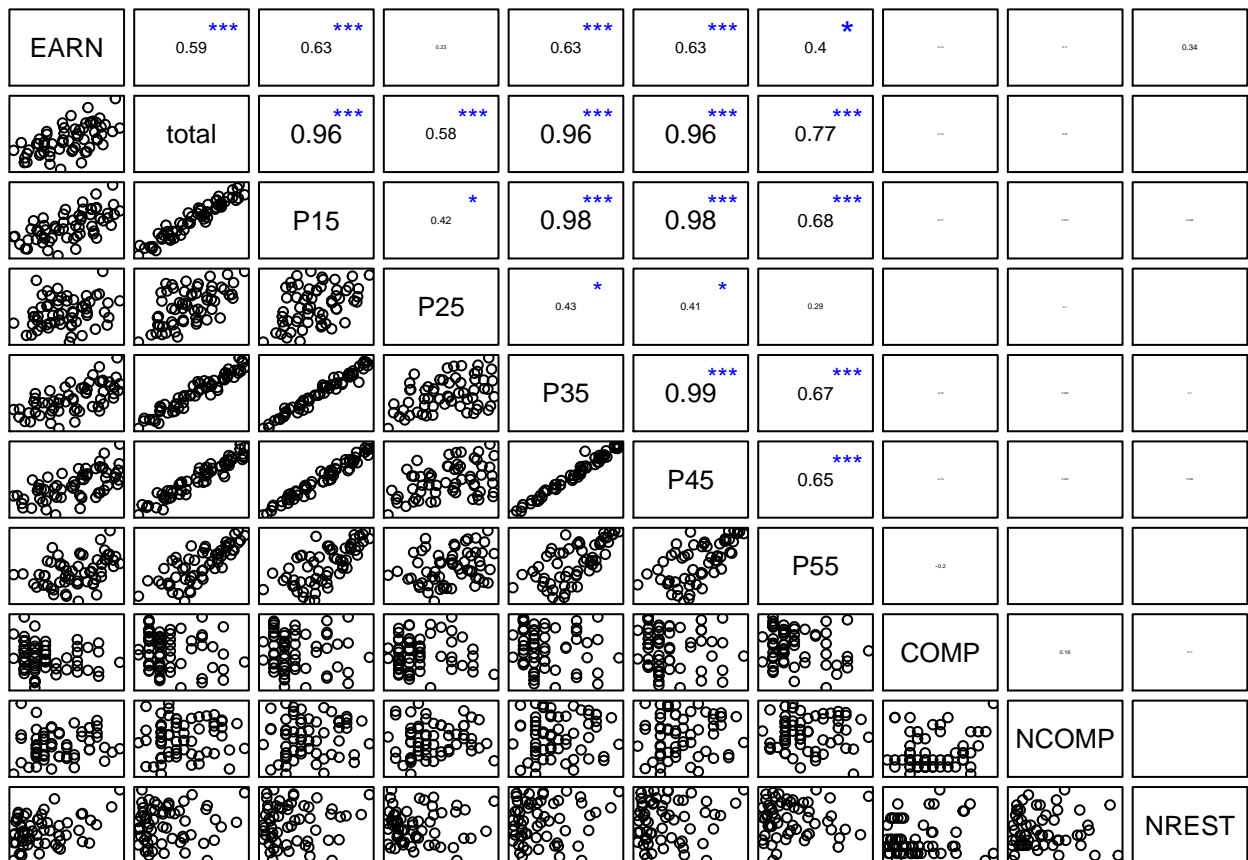 EARN 0.59 *** 0.63 *** 0.23 0.63 *** 0.63 *** 0.4 * 0.34
total 0.96 *** 0.58 *** 0.96 *** 0.96 *** 0.77 ***
P15 0.42 * 0.98 *** 0.98 *** 0.68 ***
P25 0.43 * 0.41 * 0.29
P35 0.99 *** 0.67 ***
P45 0.65 ***
P55 −0.2
COMP 0.16
NCOMP
NREST